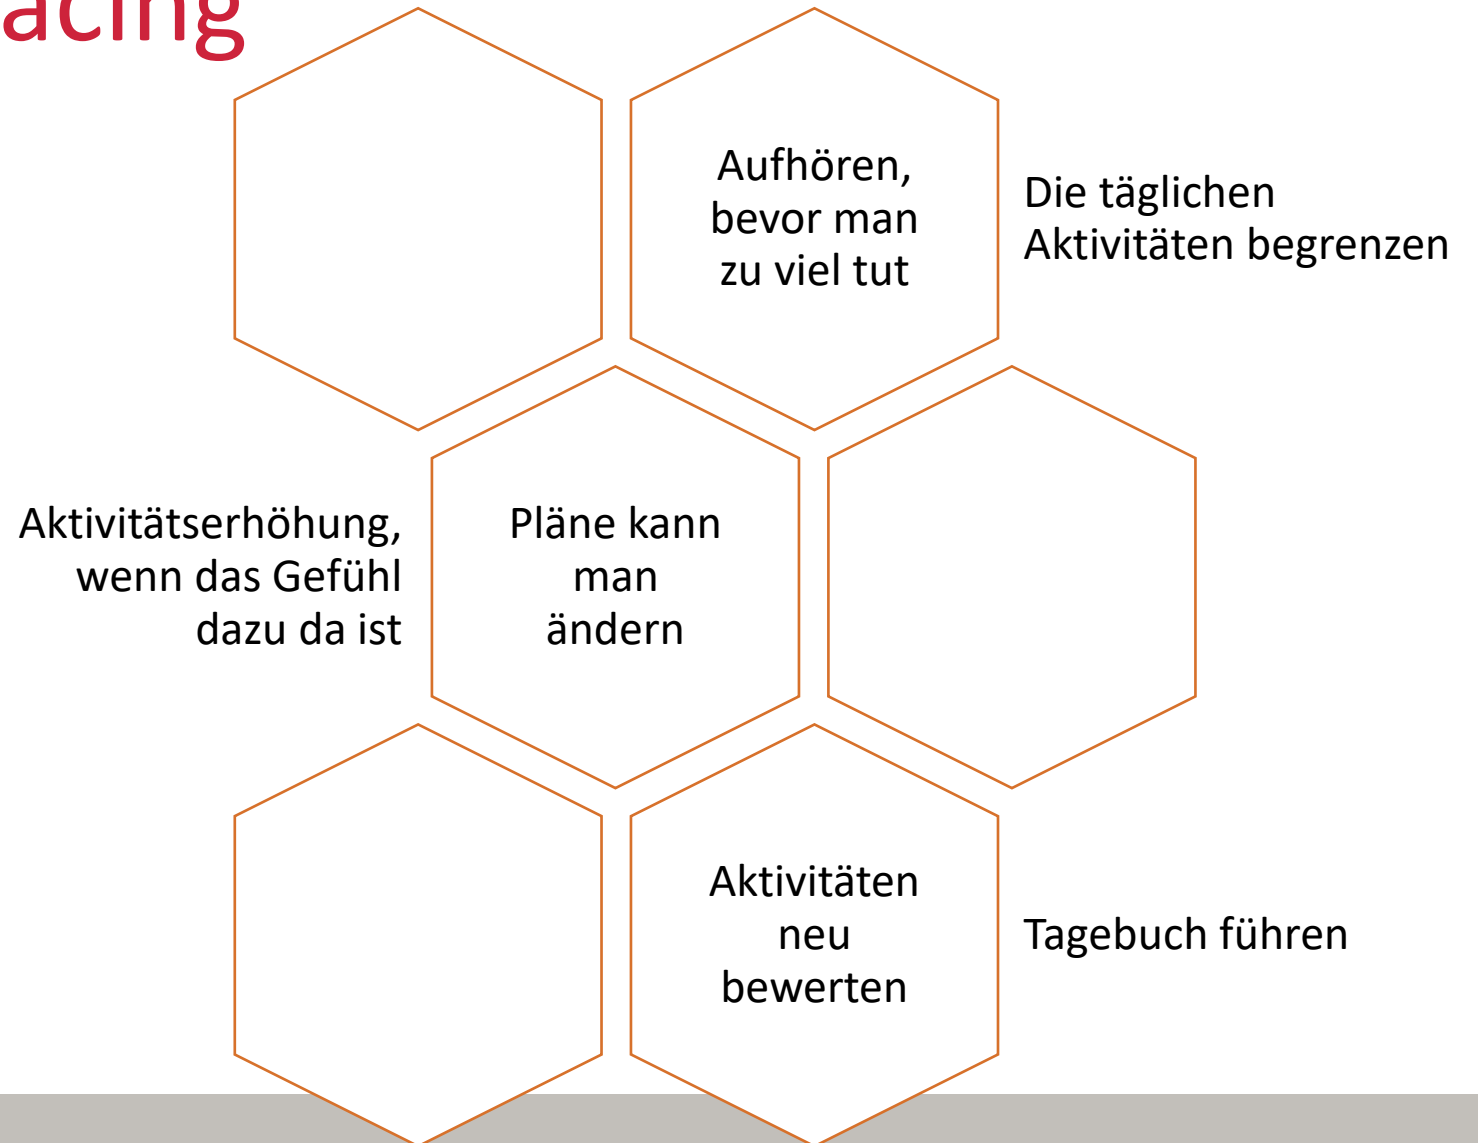 acing
Aufhören,
bevor man
zu viel tut
Die täglichen
Aktivitäten begrenzen
Aktivitätserhöhung,
wenn das Gefühl
dazu da ist
Pläne kann
man
ändern
Aktivitäten
neu
bewerten
Tagebuch führen